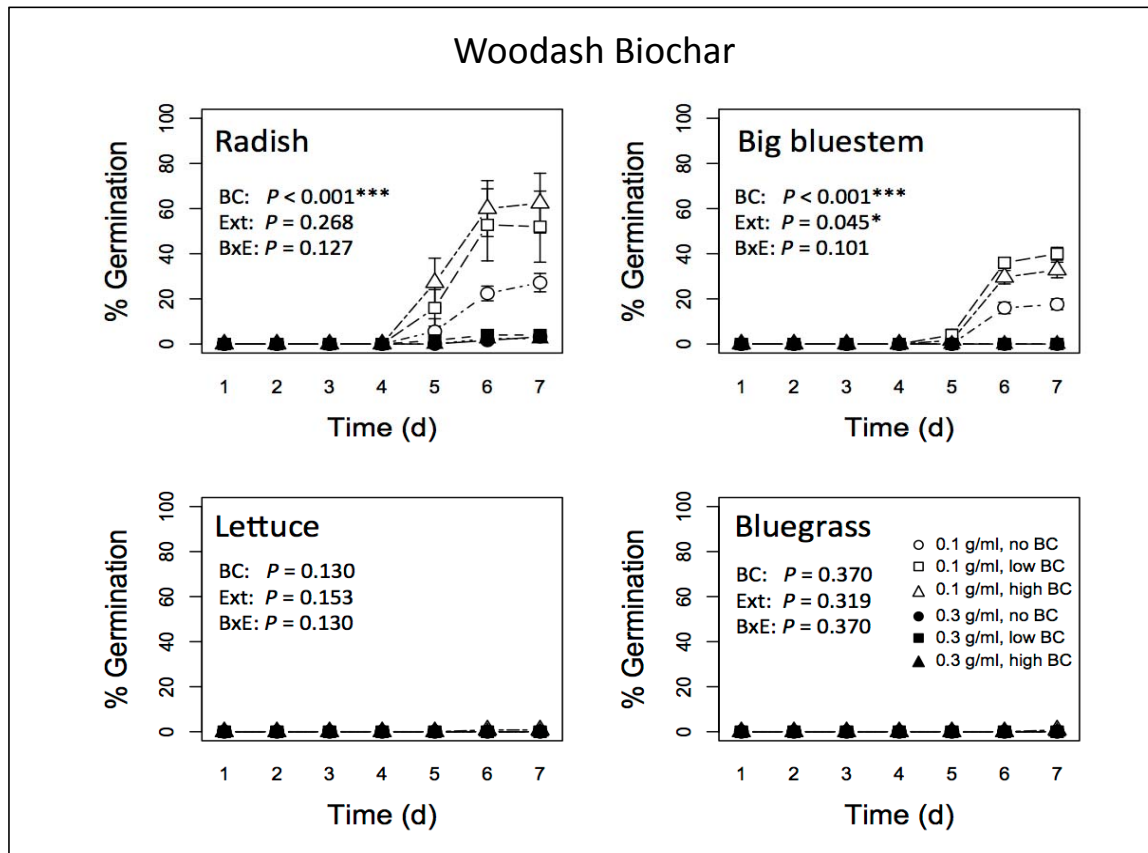 Woodash Biochar
% Germination
100
80
60
40
20
0
Radish
BC: P < 0.001***
Ext: P = 0.268
BxE: P = 0.127
1 2 3 4 5 6 7
Time (d)
% Germination
100
80
60
40
20
0
Big bluestem
BC: P < 0.001***
Ext: P = 0.045*
BxE: P = 0.101
1 2 3 4 5 6 7
Time (d)
% Germination
100
80
60
40
20
0
Lettuce
BC: P = 0.130
Ext: P = 0.153
BxE: P = 0.130
1 2 3 4 5 6 7
Time (d)
% Germination
100
80
60
40
20
0
Bluegrass
BC: P = 0.370
Ext: P = 0.319
BxE: P = 0.370
0.1 g/ml, no BC
0.1 g/ml, low BC
0.1 g/ml, high BC
0.3 g/ml, no BC
0.3 g/ml, low BC
0.3 g/ml, high BC
1 2 3 4 5 6 7
Time (d)